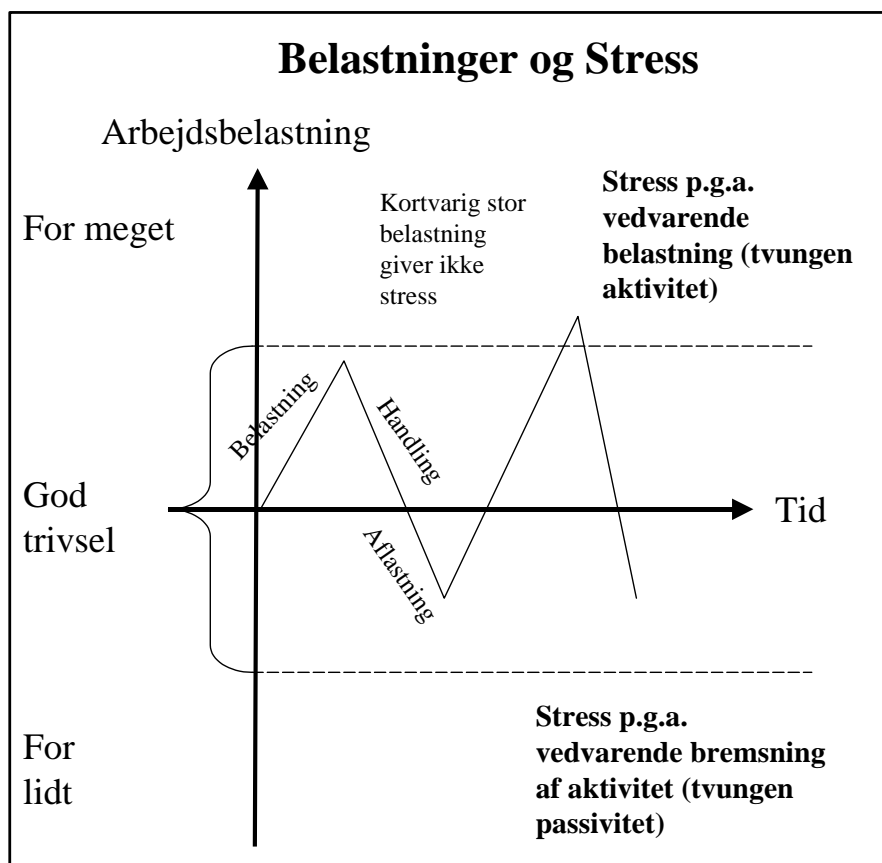 Belastninger og Stress
Arbejdsbelastning
For meget
Kortvarig stor
belastning
giver ikke
stress
Stress p.g.a.
vedvarende
belastning (tvungen
aktivitet)
Belastning
Handling
God
trivsel
Tid
Aflastning
For
lidt
Stress p.g.a.
vedvarende bremsning
af aktivitet (tvungen
passivitet)